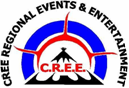 CREE REGIONAL EVENTS & ENTERTAINMENT
C.R.E.E.